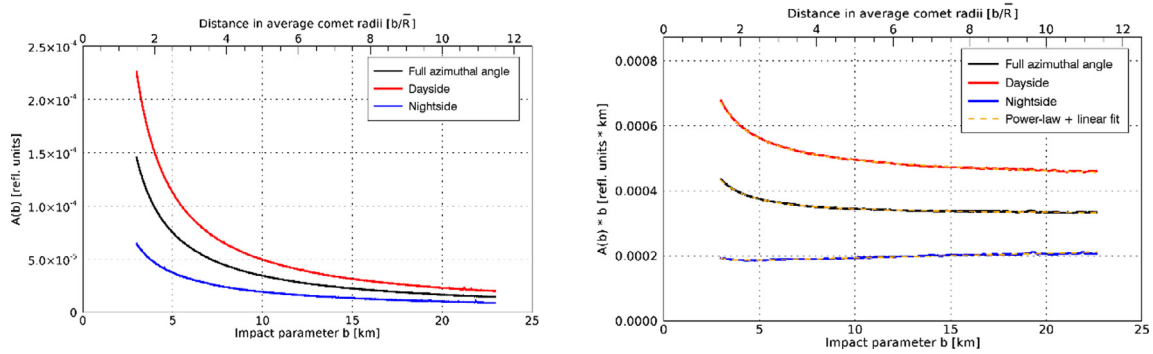 Distance in average comet radii [b/R̅]
0 2 4 6 8 10 12
2.5×10⁻⁴
2.0×10⁻⁴
1.5×10⁻⁴
1.0×10⁻⁴
5.0×10⁻⁵
A(b) [refl. units]
Full azimuthal angle
Dayside
Nightside
0 5 10 15 20 25
Impact parameter b [km]
Distance in average comet radii [b/R̅]
0 2 4 6 8 10 12
0.0008
0.0006
0.0004
0.0002
0.0000
A(b) * b [refl. units * km]
Full azimuthal angle
Dayside
Nightside
Power-law + linear fit
0 5 10 15 20 25
Impact parameter b [km]